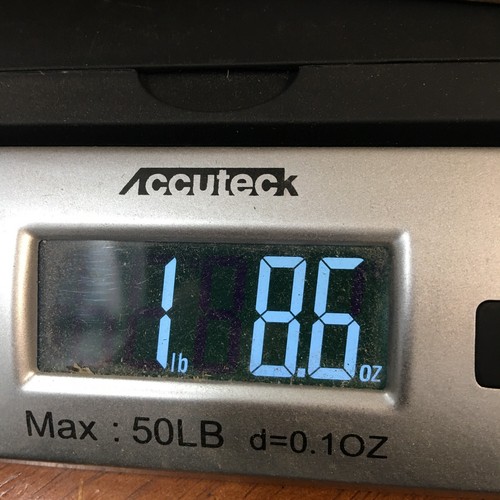 Accuteck
1 lb 8.6 oz
Max : 50LB d=0.1OZ